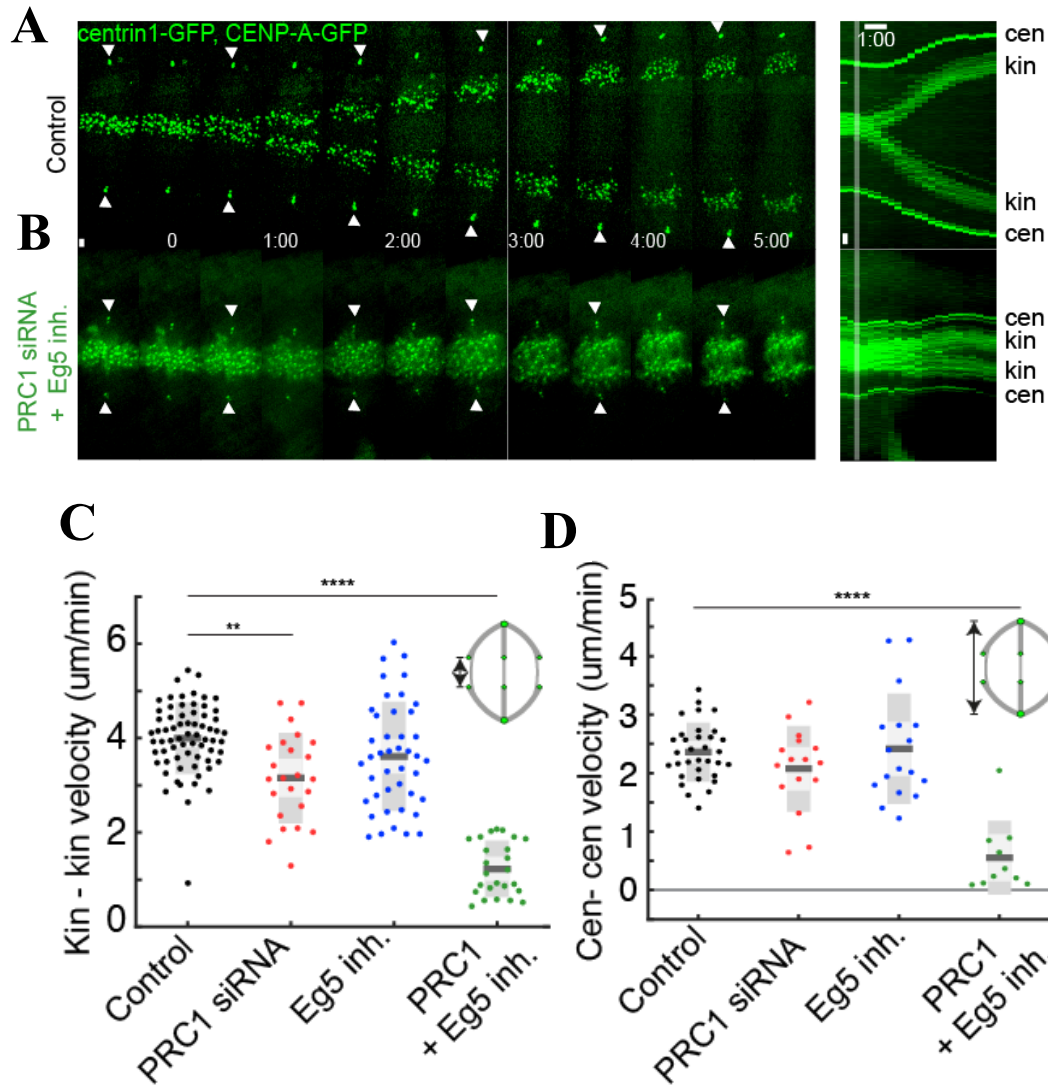 A
centrin1-GFP, CENP-A-GFP
Control
1:00
cen
kin
kin
cen
B
0 1:00 2:00 3:00 4:00 5:00
PRC1 siRNA
+ Eg5 inh.
cen
kin
kin
cen
C
Kin - kin velocity (um/min)
6
4
2
0
****
**
Control
PRC1 siRNA
Eg5 inh.
PRC1
+ Eg5 inh.
D
Cen- cen velocity (um/min)
5
4
3
2
1
0
****
Control
PRC1 siRNA
Eg5 inh.
PRC1
+ Eg5 inh.